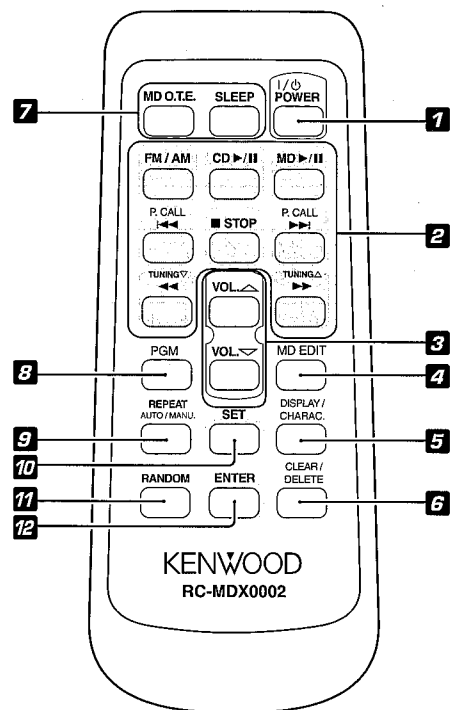 I/⏻
7 MD O.T.E. SLEEP POWER 1
FM / AM CD ▶/II MD ▶/II
P. CALL P. CALL
|◀◀ ■ STOP ▶▶| 2
TUNING▽ TUNING△
◀◀ VOL.△ ▶▶
3
8 PGM VOL.▽ MD EDIT 4
REPEAT DISPLAY /
9 AUTO / MANU. SET CHARAC. 5
10
CLEAR /
11 RANDOM ENTER DELETE 6
12
KENWOOD
RC-MDX0002